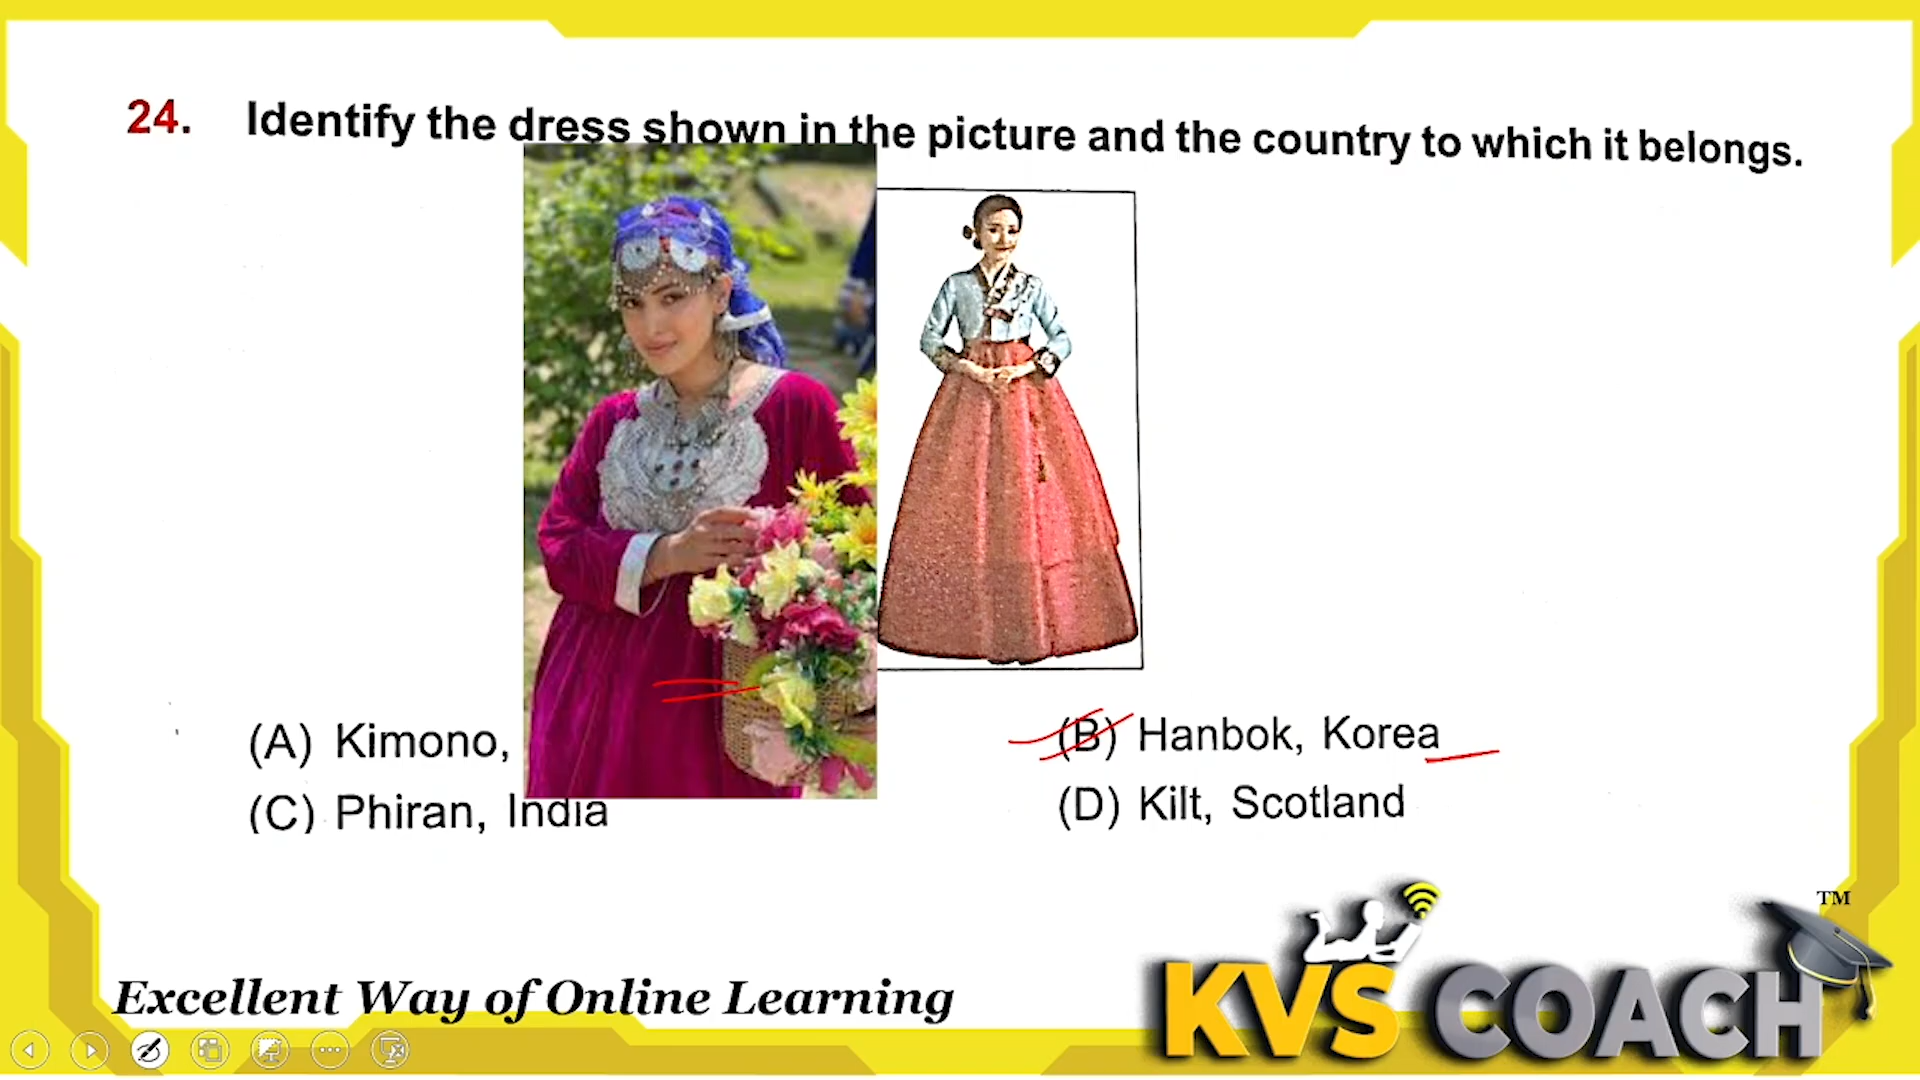 24. Identify the dress shown in the picture and the country to which it belongs.
(A) Kimono,
(B) Hanbok, Korea
(C) Phiran, India
(D) Kilt, Scotland
Excellent Way of Online Learning
KVS COACH TM